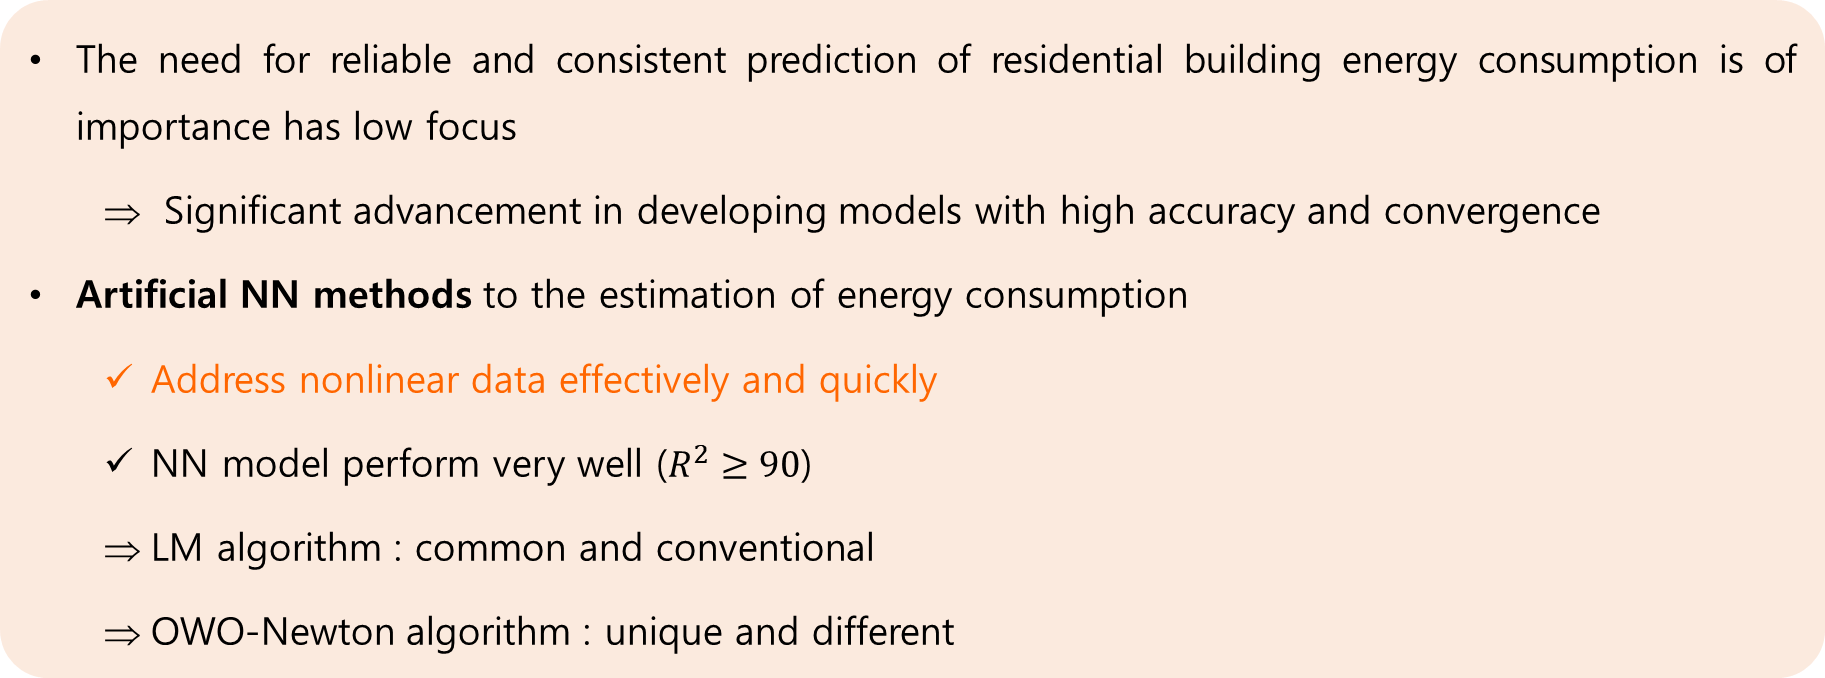 • The need for reliable and consistent prediction of residential building energy consumption is of
importance has low focus
⇒ Significant advancement in developing models with high accuracy and convergence
• Artificial NN methods to the estimation of energy consumption
✓ Address nonlinear data effectively and quickly
✓ NN model perform very well (R² ≥ 90)
⇒ LM algorithm : common and conventional
⇒ OWO-Newton algorithm : unique and different